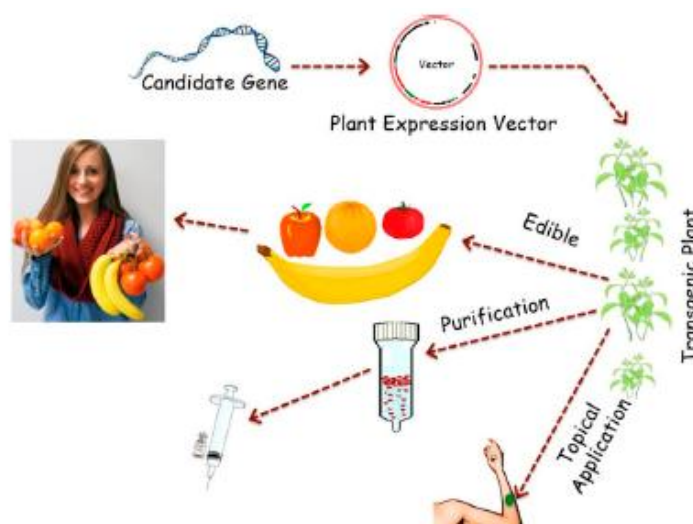 Candidate Gene
Vector
Plant Expression Vector
Edible
Purification
Topical
Application
Transgenic Plant